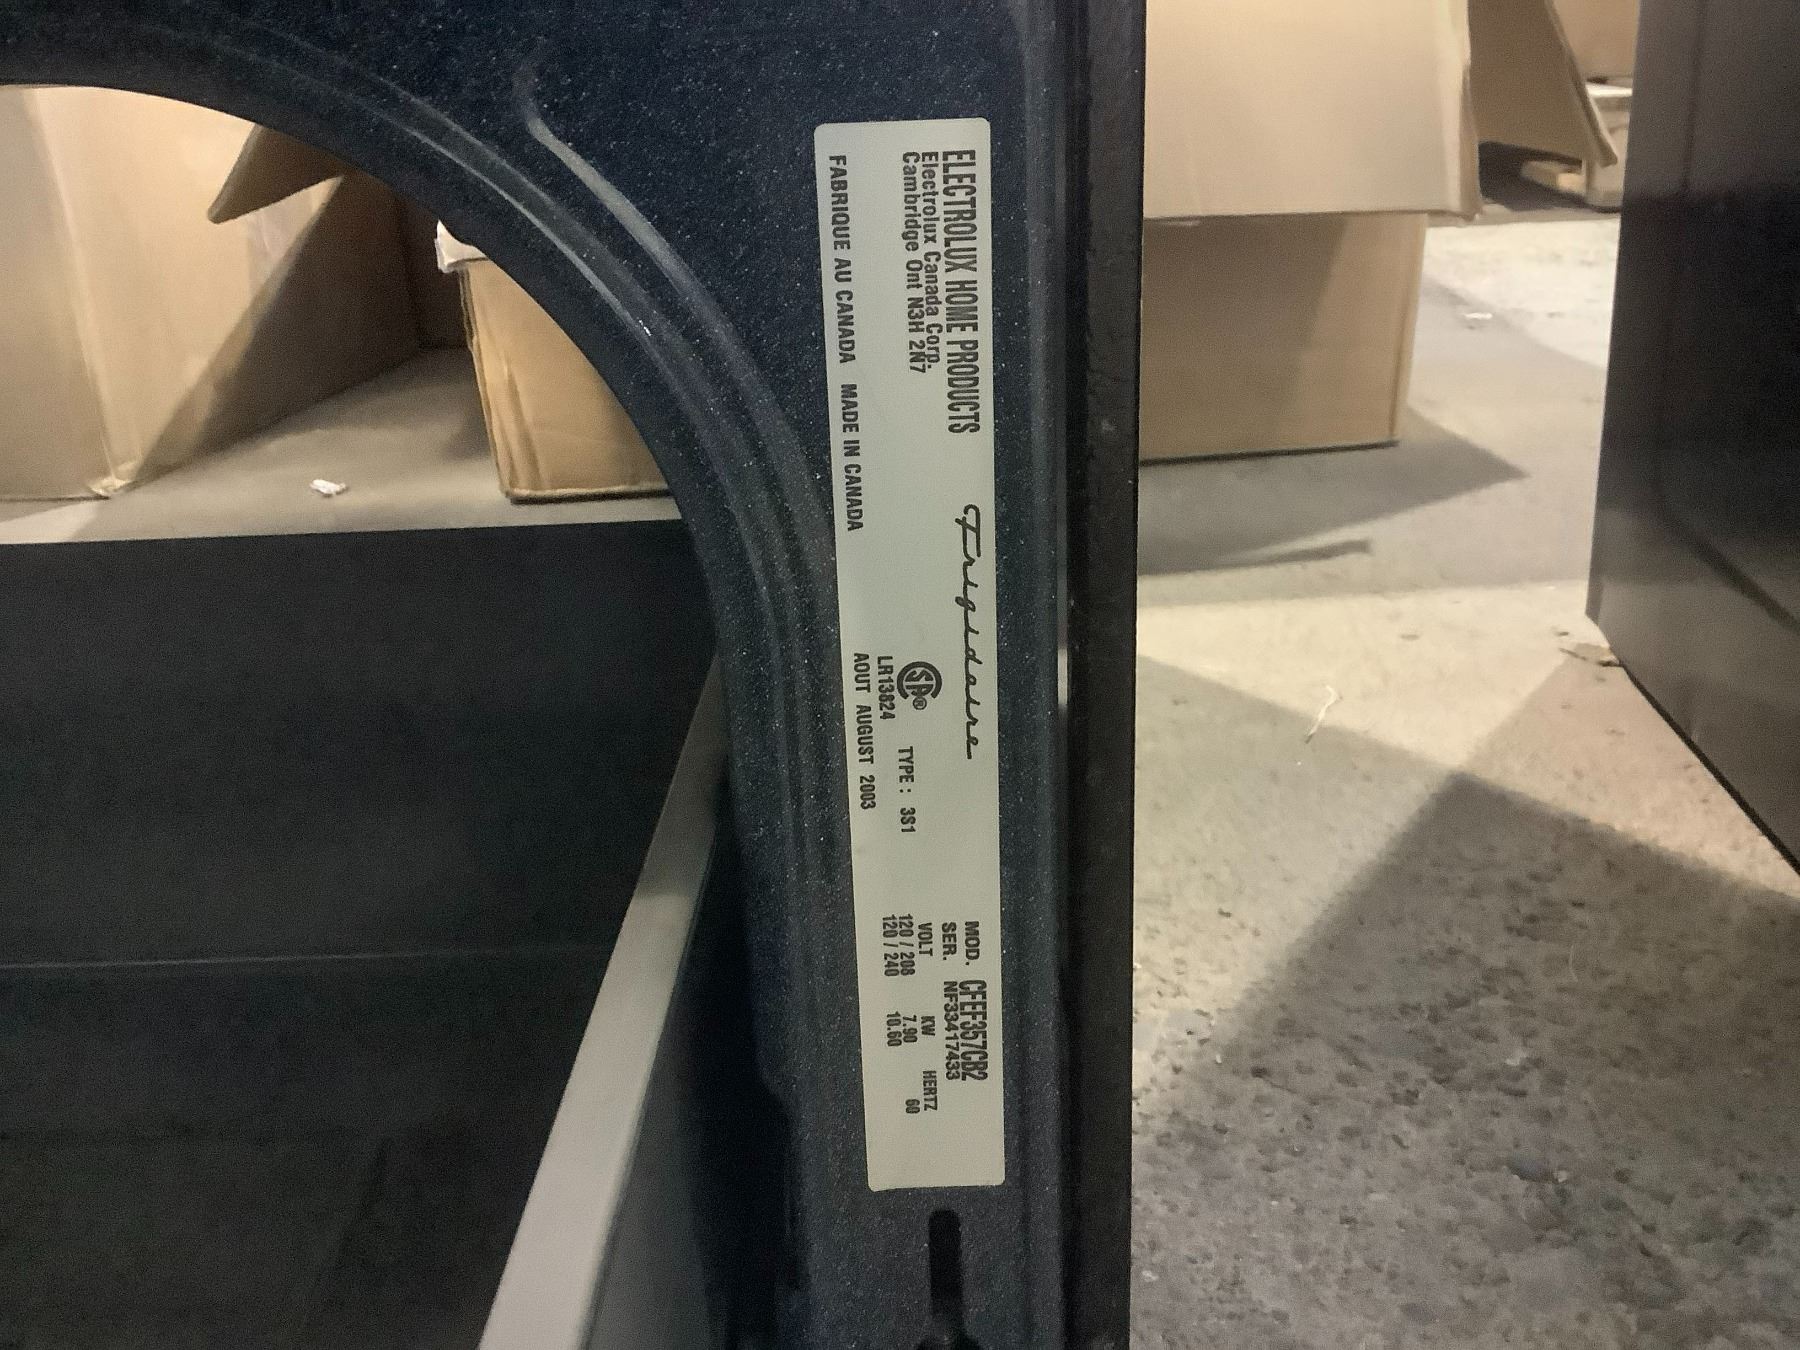 ELECTROLUX HOME PRODUCTS
Electrolux Canada Corp.
Cambridge Ont N3H 2N7
FABRIQUE AU CANADA MADE IN CANADA
Frigidaire
SA®
LR13824 TYPE : 3S1
AOUT AUGUST 2003
MOD. CFEF357CB2
SER. NF33417433
VOLT KW HERTZ
120 / 208 7.90 60
120 / 240 10.60